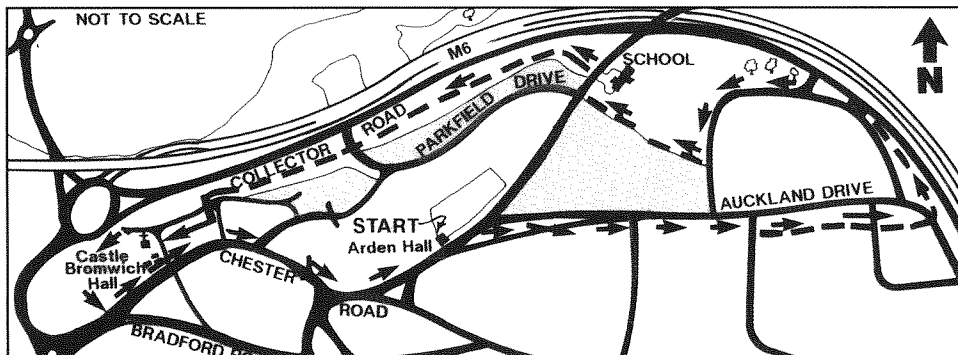 NOT TO SCALE
M6
SCHOOL
N
COLLECTOR ROAD
PARKFIELD DRIVE
AUCKLAND DRIVE
START
Arden Hall
Castle
Bromwich
Hall
CHESTER
ROAD
BRADFORD